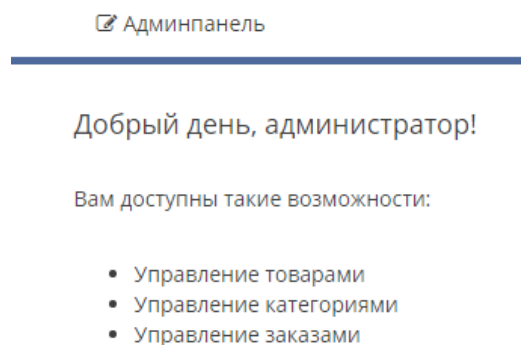 Админпанель
Добрый день, администратор!
Вам доступны такие возможности:
Управление товарами
Управление категориями
Управление заказами